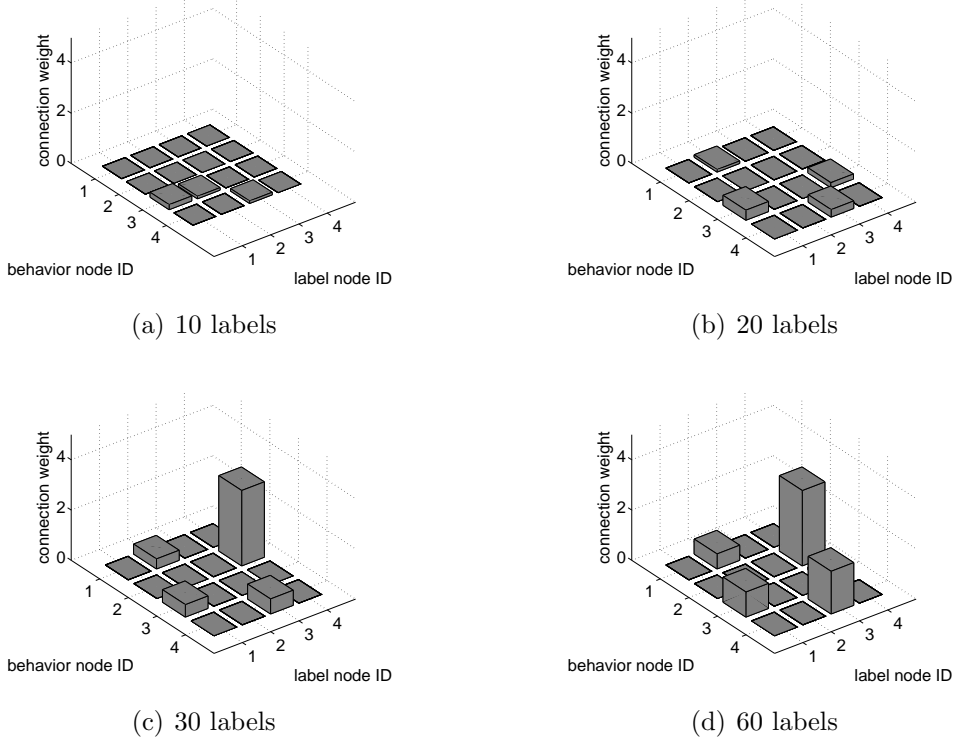 connection weight
4
2
0
1
2
3
4
1
2
3
4
behavior node ID
label node ID
(a) 10 labels
connection weight
4
2
0
1
2
3
4
1
2
3
4
behavior node ID
label node ID
(b) 20 labels
connection weight
4
2
0
1
2
3
4
1
2
3
4
behavior node ID
label node ID
(c) 30 labels
connection weight
4
2
0
1
2
3
4
1
2
3
4
behavior node ID
label node ID
(d) 60 labels